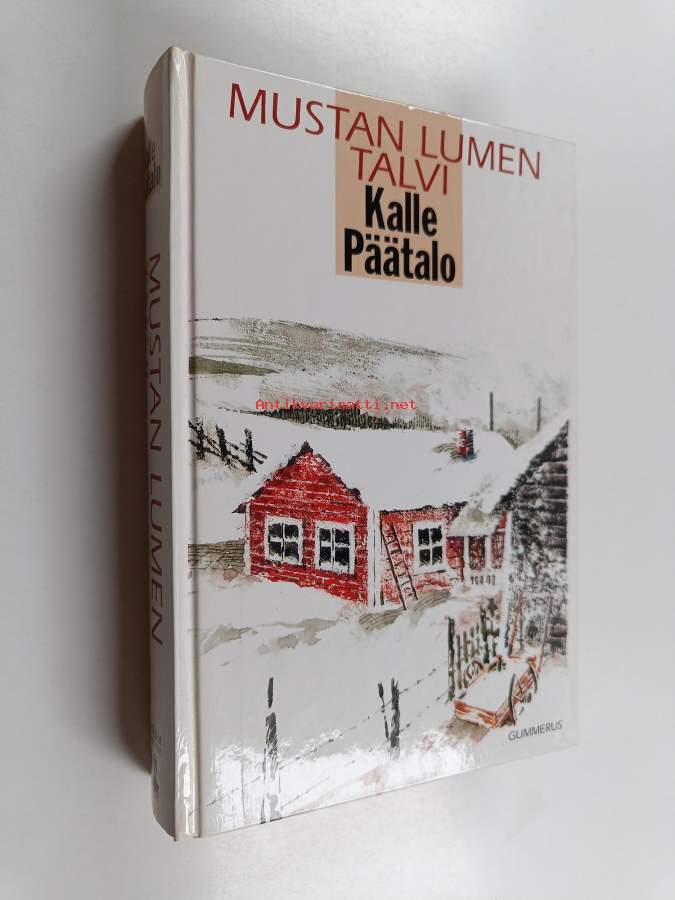 MUSTAN LUMEN
TALVI
Kalle
Päätalo
Antikvariaatti.net
GUMMERUS
MUSTAN LUMEN